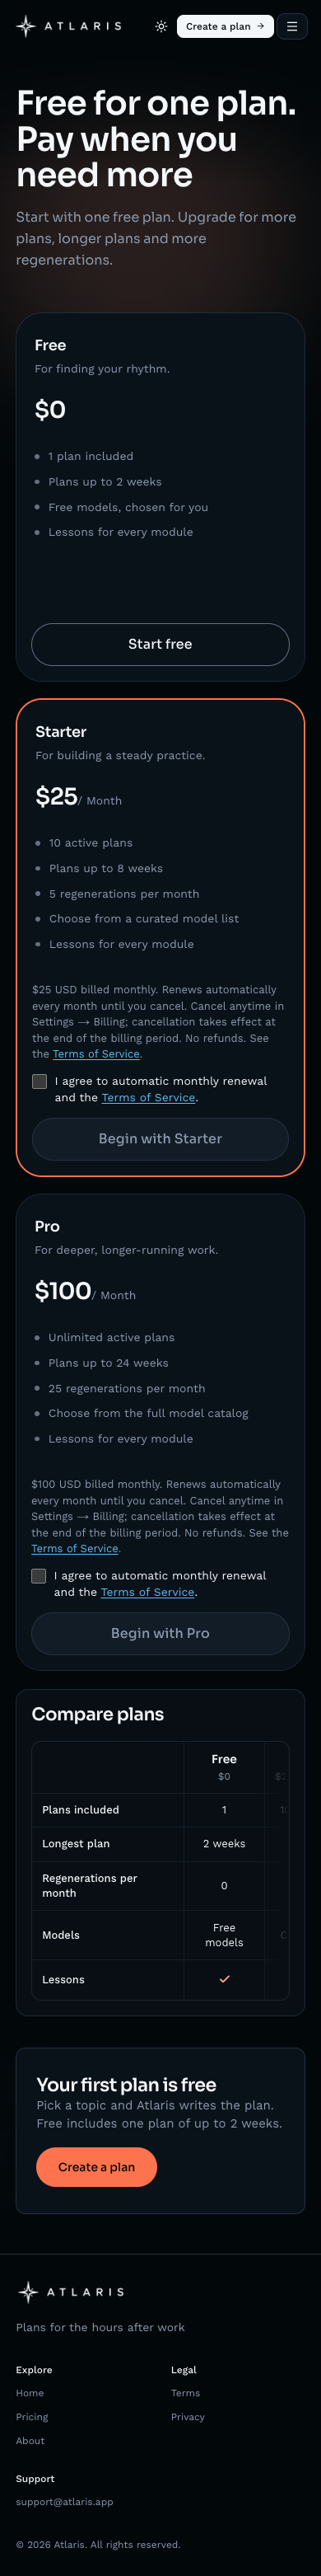 ATLARIS
Create a plan →
Free for one plan.
Pay when you
need more
Start with one free plan. Upgrade for more
plans, longer plans and more
regenerations.
Free
For finding your rhythm.
$0
1 plan included
Plans up to 2 weeks
Free models, chosen for you
Lessons for every module
Start free
Starter
For building a steady practice.
$25/ Month
10 active plans
Plans up to 8 weeks
5 regenerations per month
Choose from a curated model list
Lessons for every module
$25 USD billed monthly. Renews automatically
every month until you cancel. Cancel anytime in
Settings → Billing; cancellation takes effect at
the end of the billing period. No refunds. See
the Terms of Service.
I agree to automatic monthly renewal
and the Terms of Service.
Begin with Starter
Pro
For deeper, longer-running work.
$100/ Month
Unlimited active plans
Plans up to 24 weeks
25 regenerations per month
Choose from the full model catalog
Lessons for every module
$100 USD billed monthly. Renews automatically
every month until you cancel. Cancel anytime in
Settings → Billing; cancellation takes effect at
the end of the billing period. No refunds. See the
Terms of Service.
I agree to automatic monthly renewal
and the Terms of Service.
Begin with Pro
Compare plans
Free
$0
Plans included 1
Longest plan 2 weeks
Regenerations per
month 0
Models Free
models
Lessons
Your first plan is free
Pick a topic and Atlaris writes the plan.
Free includes one plan of up to 2 weeks.
Create a plan
ATLARIS
Plans for the hours after work
Explore Legal
Home Terms
Pricing Privacy
About
Support
support@atlaris.app
© 2026 Atlaris. All rights reserved.